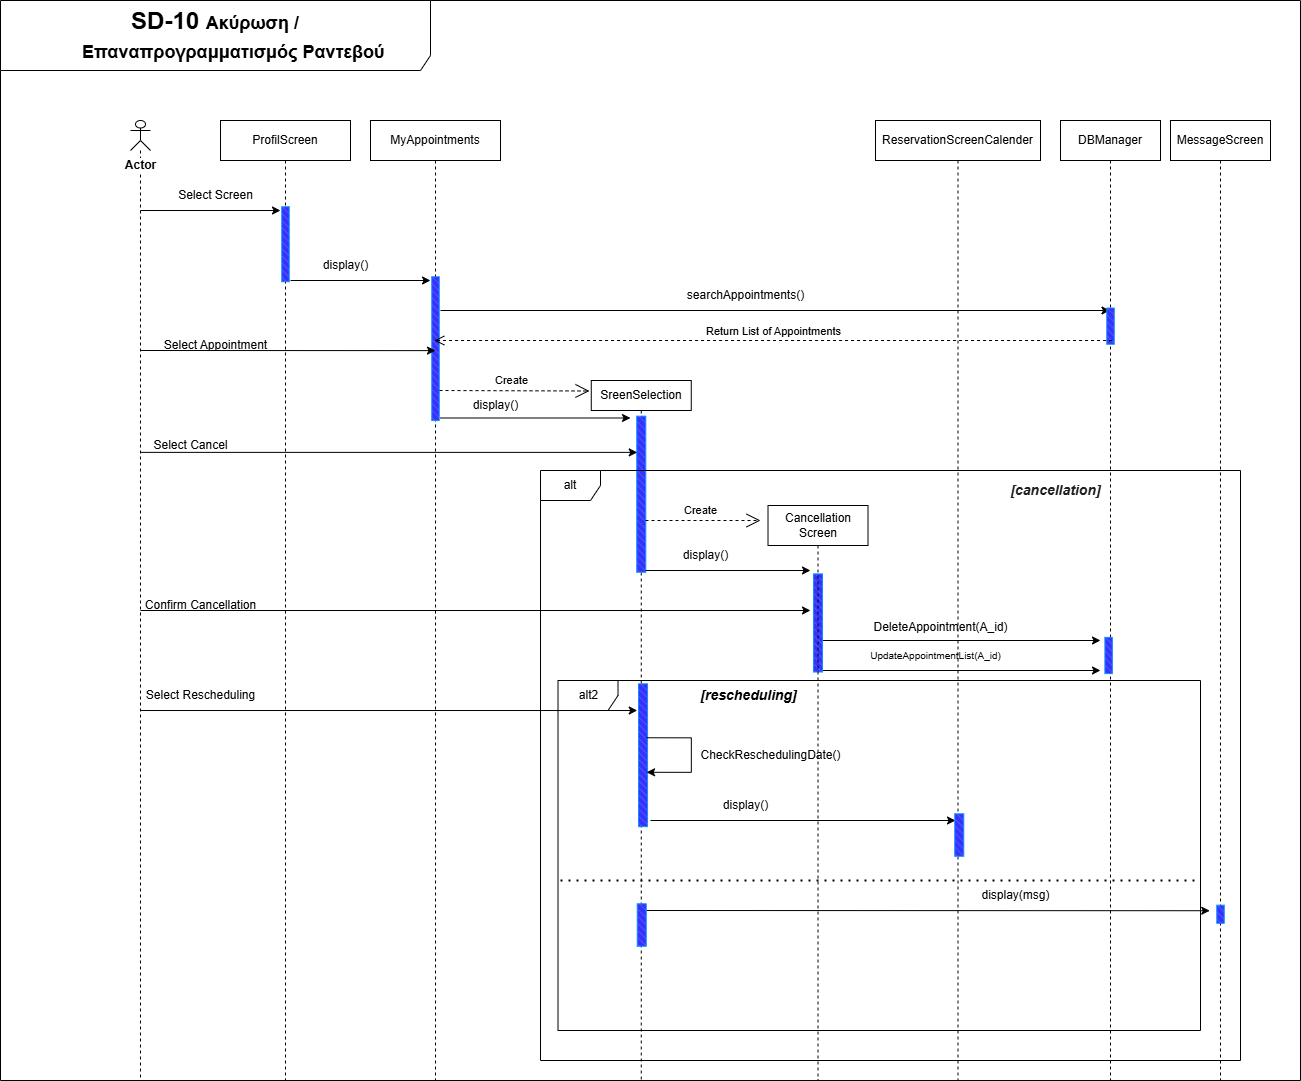 SD-10 Ακύρωση /
Επαναπρογραμματισμός Ραντεβού
Actor
ProfilScreen
MyAppointments
ReservationScreenCalender
DBManager
MessageScreen
Select Screen
display()
searchAppointments()
Return List of Appointments
Select Appointment
Create
SreenSelection
display()
Select Cancel
alt
[cancellation]
Create
Cancellation
Screen
display()
Confirm Cancellation
DeleteAppointment(A_id)
UpdateAppointmentList(A_id)
Select Rescheduling
alt2
[rescheduling]
CheckReschedulingDate()
display()
display(msg)